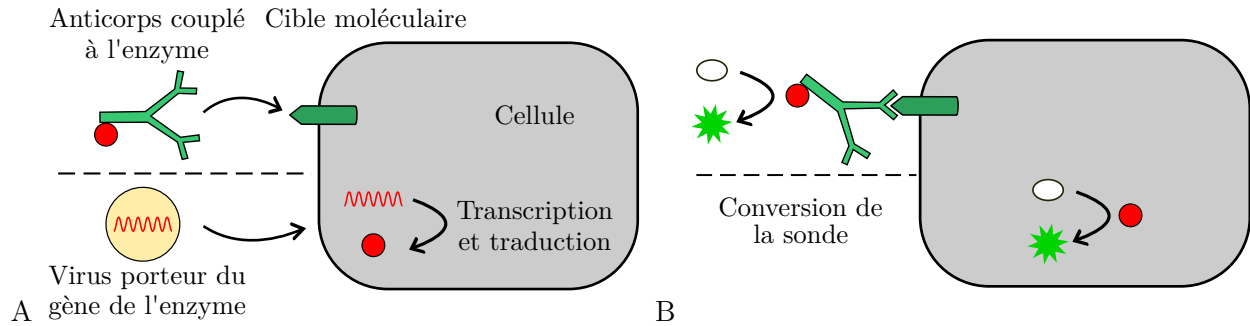 Anticorps couplé
à l'enzyme
Cible moléculaire
Cellule
Transcription
et traduction
Virus porteur du
gène de l'enzyme
A
Conversion de
la sonde
B